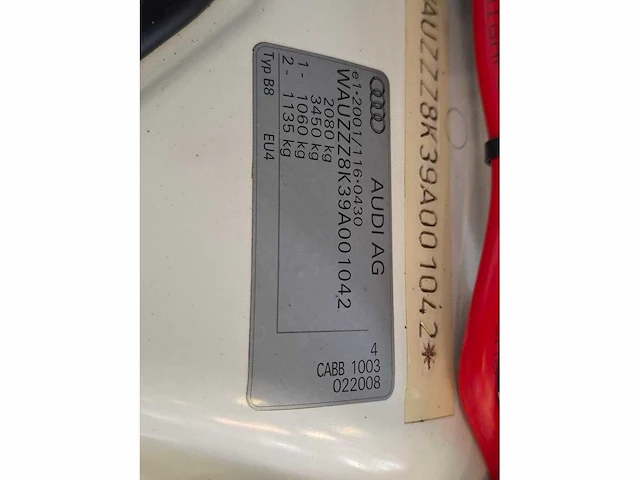 AUDI AG
e1*2001/116*0430
WAUZZZ8K39A001042
2080 kg
3450 kg
1 - 1060 kg
2 - 1135 kg
Typ B8 EU4
4
CABB 1003
022008
AUZZZ8K39A001042*